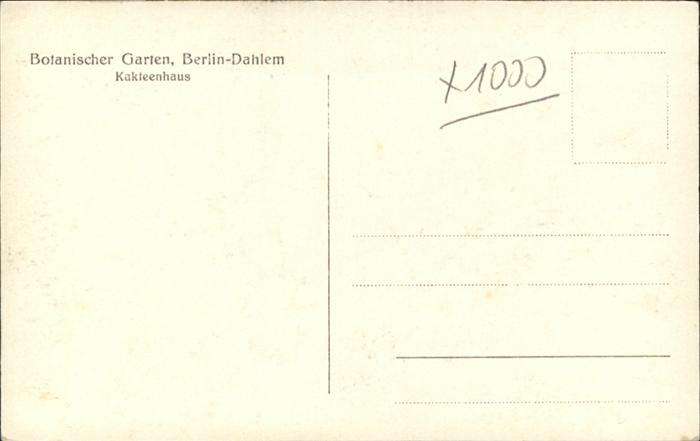 Botanischer Garten, Berlin-Dahlem
Kakteenhaus
x1000